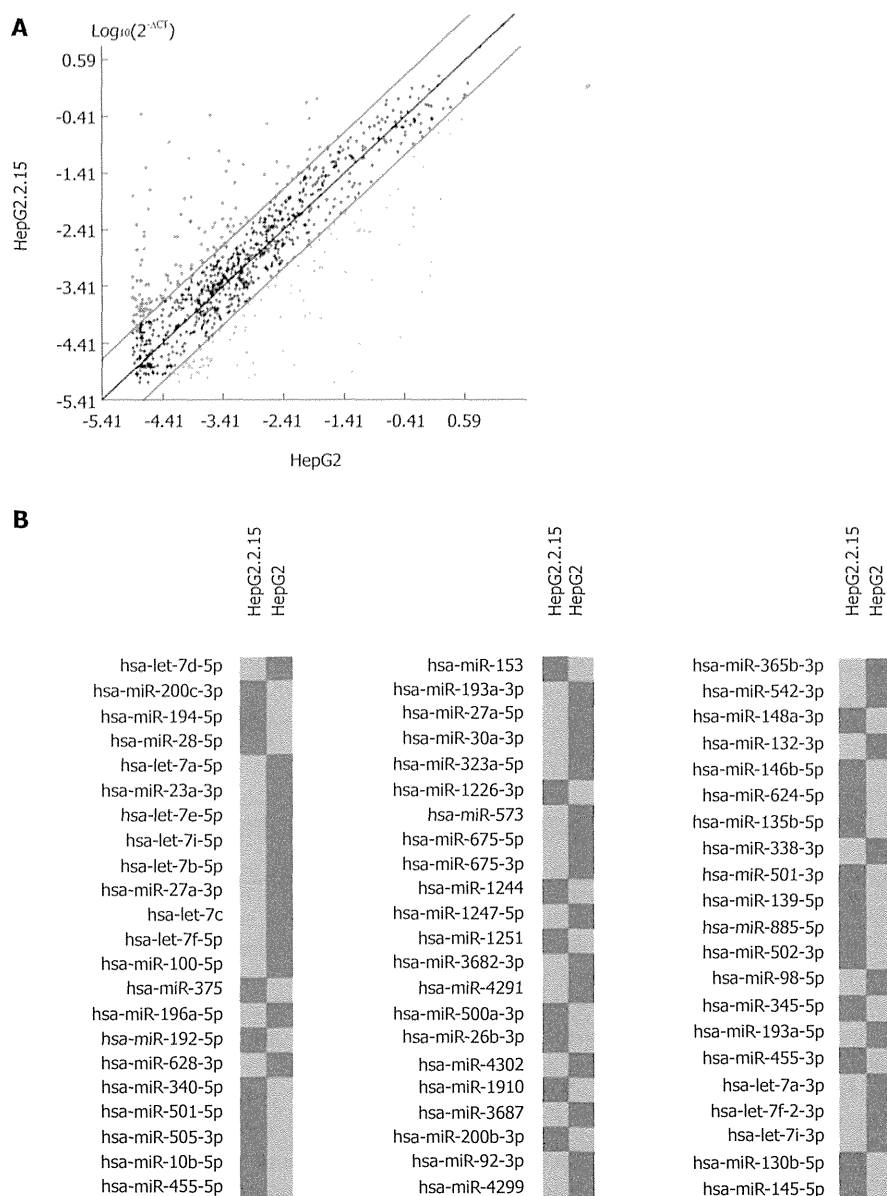 A
Log10(2-ΔCT)
0.59
-0.41
-1.41
-2.41
-3.41
-4.41
-5.41
HepG2.2.15
-5.41 -4.41 -3.41 -2.41 -1.41 -0.41 0.59
HepG2
B
HepG2.2.15
HepG2
hsa-let-7d-5p
hsa-miR-200c-3p
hsa-miR-194-5p
hsa-miR-28-5p
hsa-let-7a-5p
hsa-miR-23a-3p
hsa-let-7e-5p
hsa-let-7i-5p
hsa-let-7b-5p
hsa-miR-27a-3p
hsa-let-7c
hsa-let-7f-5p
hsa-miR-100-5p
hsa-miR-375
hsa-miR-196a-5p
hsa-miR-192-5p
hsa-miR-628-3p
hsa-miR-340-5p
hsa-miR-501-5p
hsa-miR-505-3p
hsa-miR-10b-5p
hsa-miR-455-5p
HepG2.2.15
HepG2
hsa-miR-153
hsa-miR-193a-3p
hsa-miR-27a-5p
hsa-miR-30a-3p
hsa-miR-323a-5p
hsa-miR-1226-3p
hsa-miR-573
hsa-miR-675-5p
hsa-miR-675-3p
hsa-miR-1244
hsa-miR-1247-5p
hsa-miR-1251
hsa-miR-3682-3p
hsa-miR-4291
hsa-miR-500a-3p
hsa-miR-26b-3p
hsa-miR-4302
hsa-miR-1910
hsa-miR-3687
hsa-miR-200b-3p
hsa-miR-92-3p
hsa-miR-4299
HepG2.2.15
HepG2
hsa-miR-365b-3p
hsa-miR-542-3p
hsa-miR-148a-3p
hsa-miR-132-3p
hsa-miR-146b-5p
hsa-miR-624-5p
hsa-miR-135b-5p
hsa-miR-338-3p
hsa-miR-501-3p
hsa-miR-139-5p
hsa-miR-885-5p
hsa-miR-502-3p
hsa-miR-98-5p
hsa-miR-345-5p
hsa-miR-193a-5p
hsa-miR-455-3p
hsa-let-7a-3p
hsa-let-7f-2-3p
hsa-let-7i-3p
hsa-miR-130b-5p
hsa-miR-145-5p